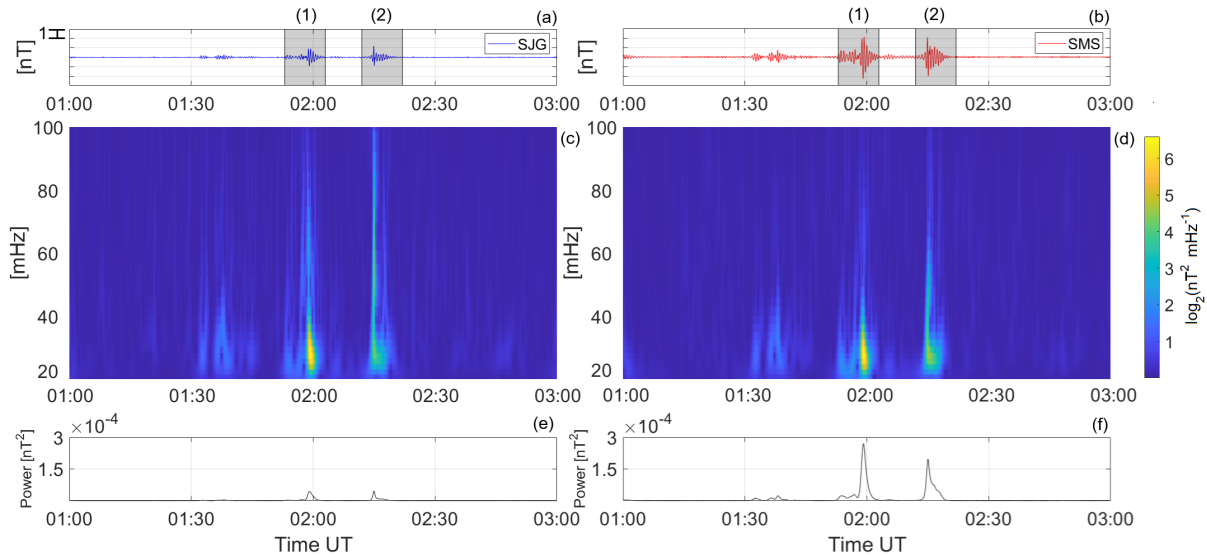 (1) (2) (a)
1
[nT]
SJG
01:00 01:30 02:00 02:30 03:00
(1) (2) (b)
[nT]
SMS
01:00 01:30 02:00 02:30 03:00
(c)
100
80
60
40
20
[mHz]
01:00 01:30 02:00 02:30 03:00
(d)
100
80
60
40
20
[mHz]
01:00 01:30 02:00 02:30 03:00
6
5
4
3
2
1
log₂(nT² mHz⁻¹)
×10⁻⁴ (e)
3
1.5
Power [nT²]
01:00 01:30 02:00 02:30 03:00
Time UT
×10⁻⁴ (f)
3
1.5
Power [nT²]
01:00 01:30 02:00 02:30 03:00
Time UT